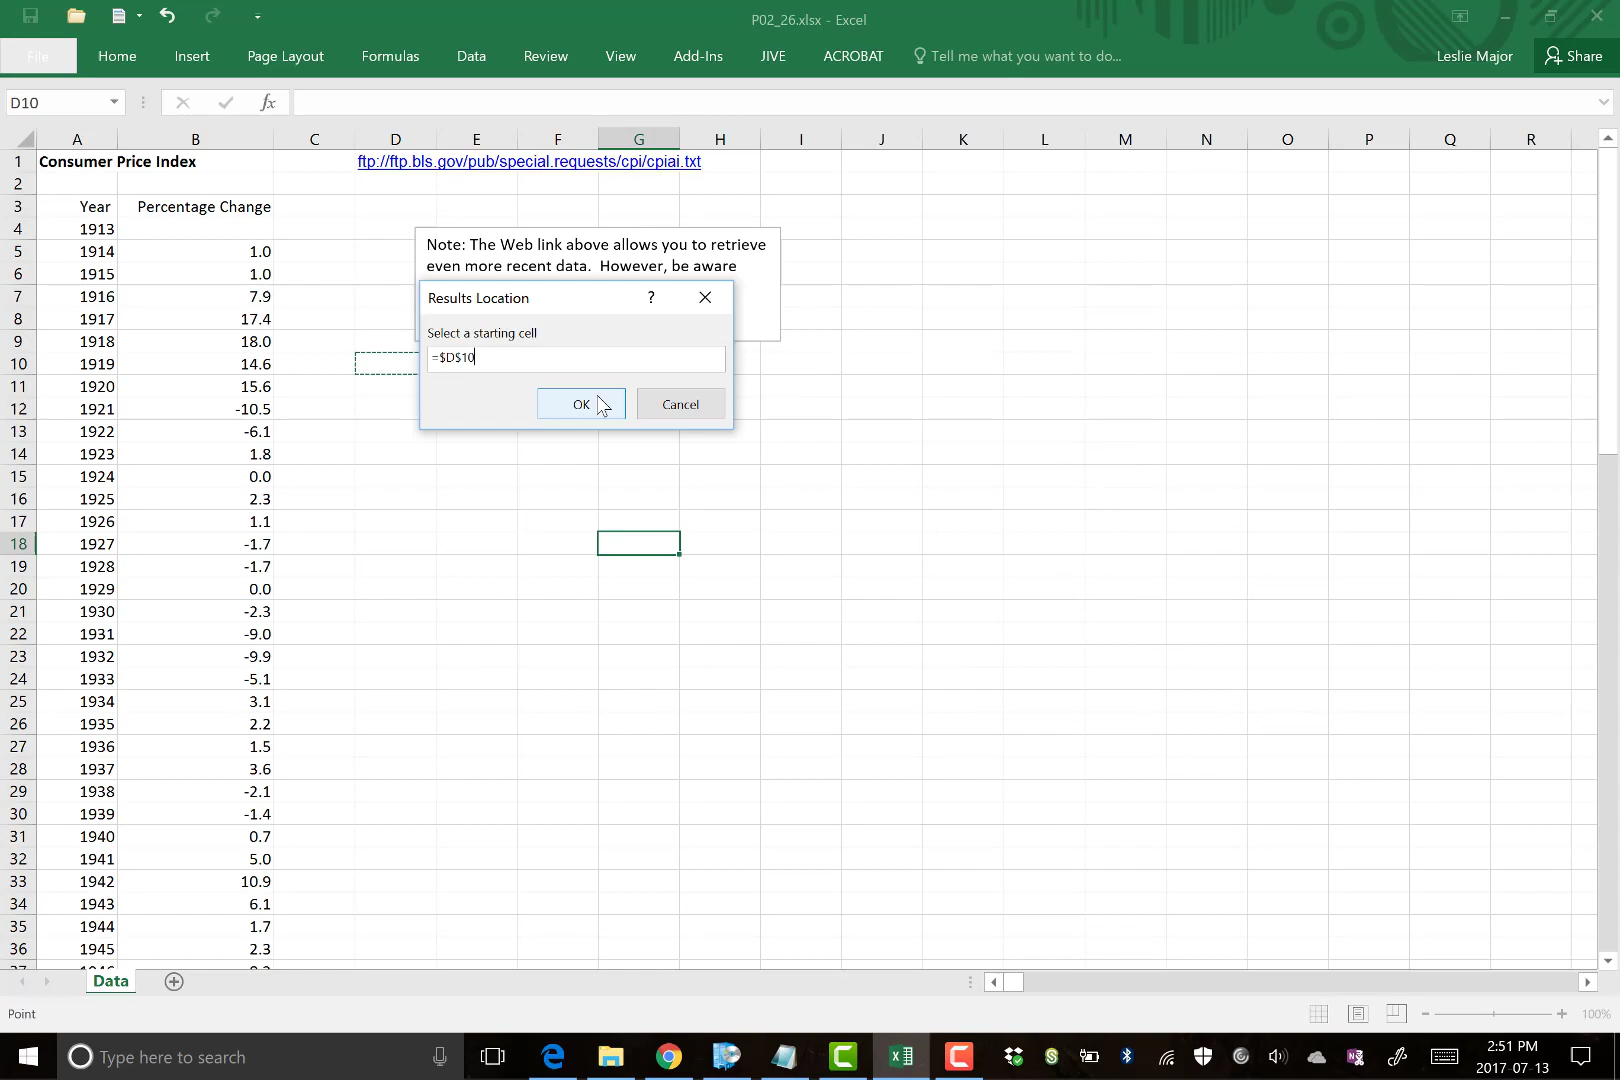 P02_26.xlsx - Excel
File Home Insert Page Layout Formulas Data Review View Add-Ins JIVE ACROBAT Tell me what you want to do... Leslie Major Share
D10 fx
A B C D E F G H I J K L M N O P Q R
1 Consumer Price Index ftp://ftp.bls.gov/pub/special.requests/cpi/cpiai.txt
2
3 Year Percentage Change
4 1913
Note: The Web link above allows you to retrieve
5 1914 1.0
even more recent data. However, be aware
6 1915 1.0
Results Location ?
7 1916 7.9
8 1917 17.4
Select a starting cell
9 1918 18.0
=$D$10
10 1919 14.6
11 1920 15.6
OK Cancel
12 1921 -10.5
13 1922 -6.1
14 1923 1.8
15 1924 0.0
16 1925 2.3
17 1926 1.1
18 1927 -1.7
19 1928 -1.7
20 1929 0.0
21 1930 -2.3
22 1931 -9.0
23 1932 -9.9
24 1933 -5.1
25 1934 3.1
26 1935 2.2
27 1936 1.5
28 1937 3.6
29 1938 -2.1
30 1939 -1.4
31 1940 0.7
32 1941 5.0
33 1942 10.9
34 1943 6.1
35 1944 1.7
36 1945 2.3
Data
Point 100%
Type here to search
2:51 PM
2017-07-13